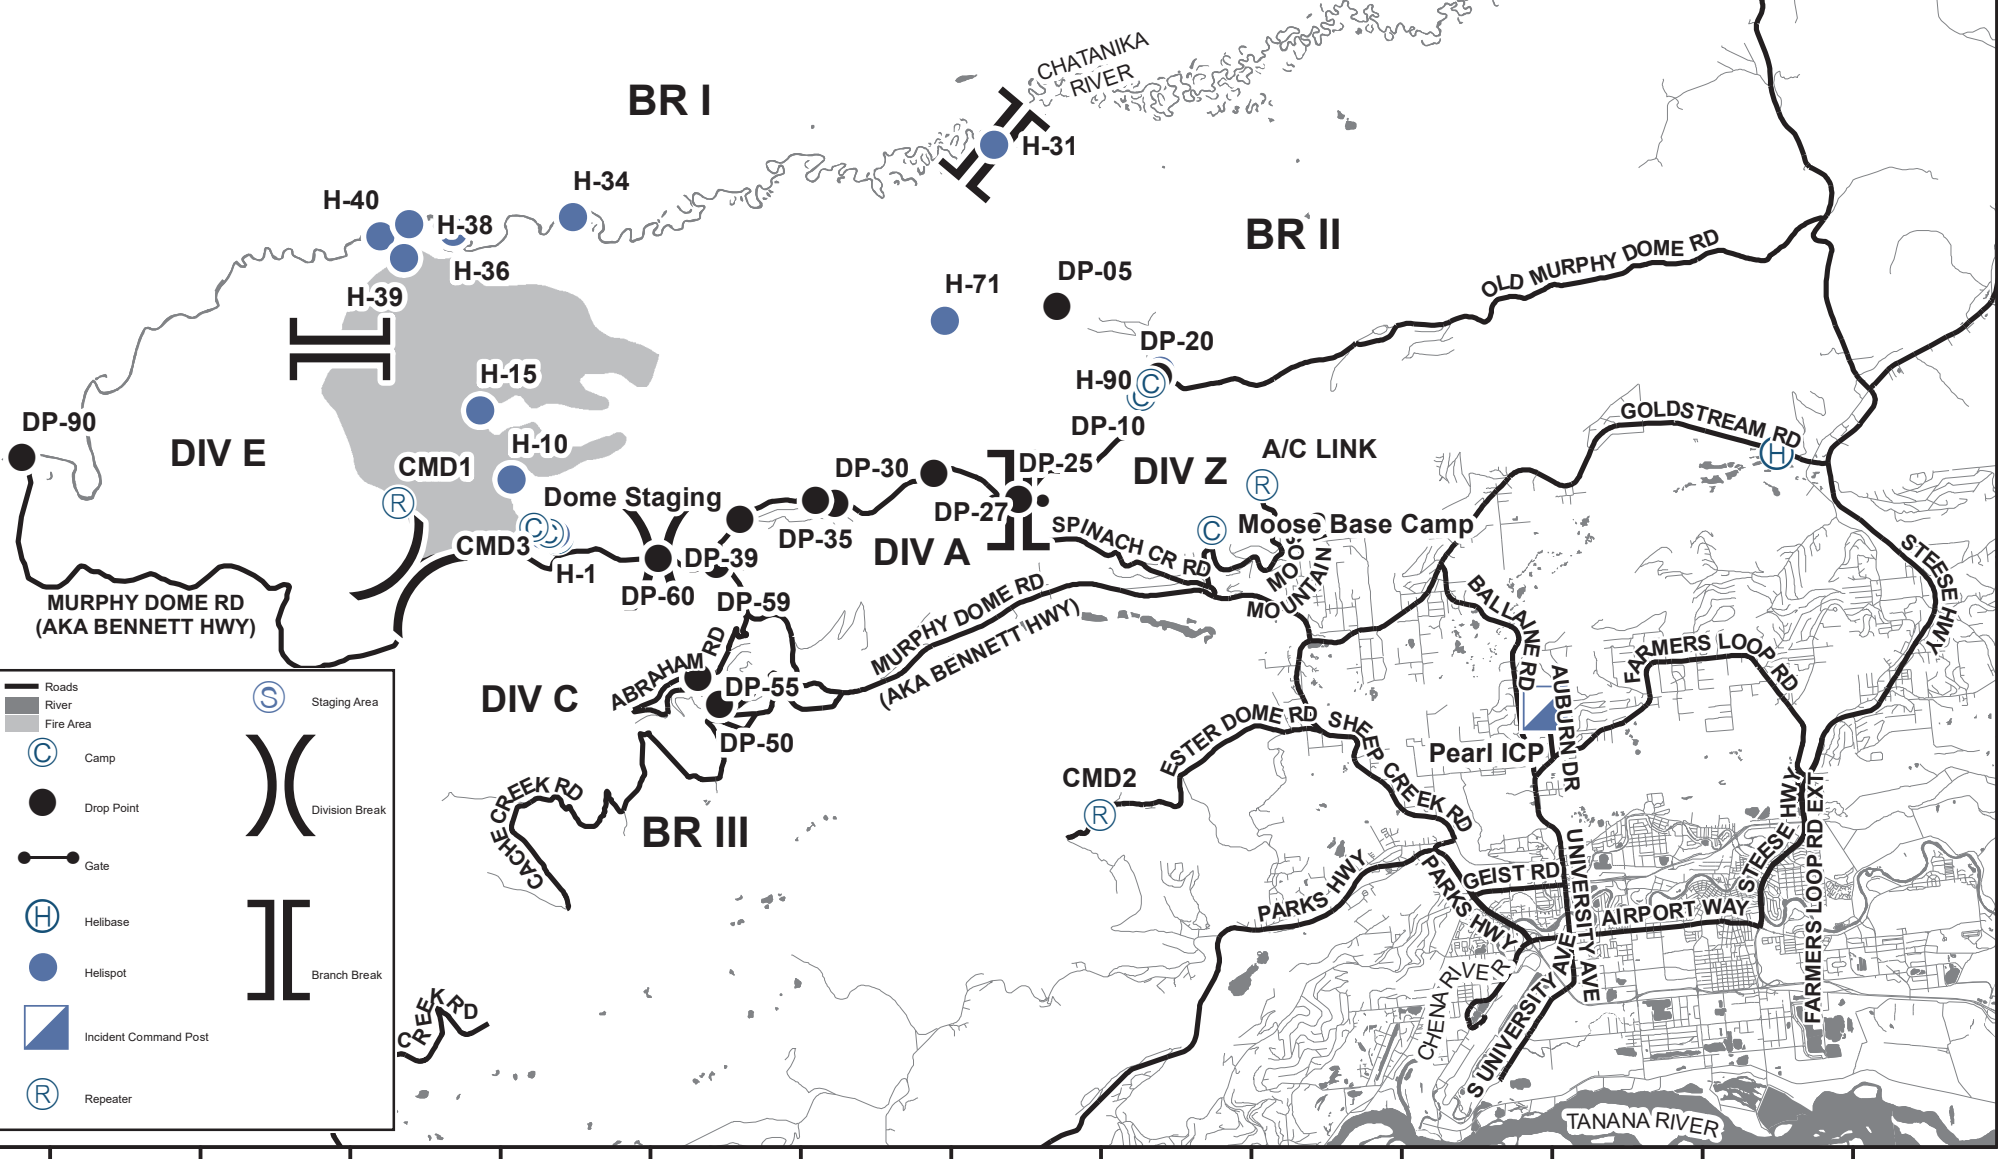 CHATANIKA
RIVER
BR I
H-31
H-34
H-40
H-38
BR II
H-36
OLD MURPHY DOME RD
H-71
DP-05
H-39
DP-20
H-15
H-90
GOLDSTREAM RD
DP-90
DP-10
DIV E
H-10
A/C LINK
CMD1
DP-30
DP-25
DIV Z
R
R
H
Dome Staging
DP-27
C
C
C
C
C
Moose Base Camp
SPINACH CR RD
DP-35
DIV A
CMD3
DP-39
H-1
MOOSE
MOUNTAIN
MOUNTAIN
STEESE HWY
DP-60
DP-59
MURPHY DOME RD
(AKA BENNETT HWY)
MURPHY DOME RD
(AKA BENNETT HWY)
BALLAINE RD
FARMERS LOOP RD
ABRAHAM RD
DIV C
DP-55
AUBURN DR
DP-50
ESTER DOME RD
SHEEP CREEK RD
Pearl ICP
CMD2
R
CACHE CREEK RD
BR III
STEESE HWY
FARMERS LOOP RD EXT
UNIVERSITY AVE
GEIST RD
PARKS HWY
PARKS HWY
AIRPORT WAY
CHENA RIVER
S UNIVERSITY AVE
TANANA RIVER
CREEK RD
Roads
River
Fire Area
C
Camp
Drop Point
Gate
H
Helibase
Helispot
Incident Command Post
R
Repeater
S
Staging Area
Division Break
Branch Break